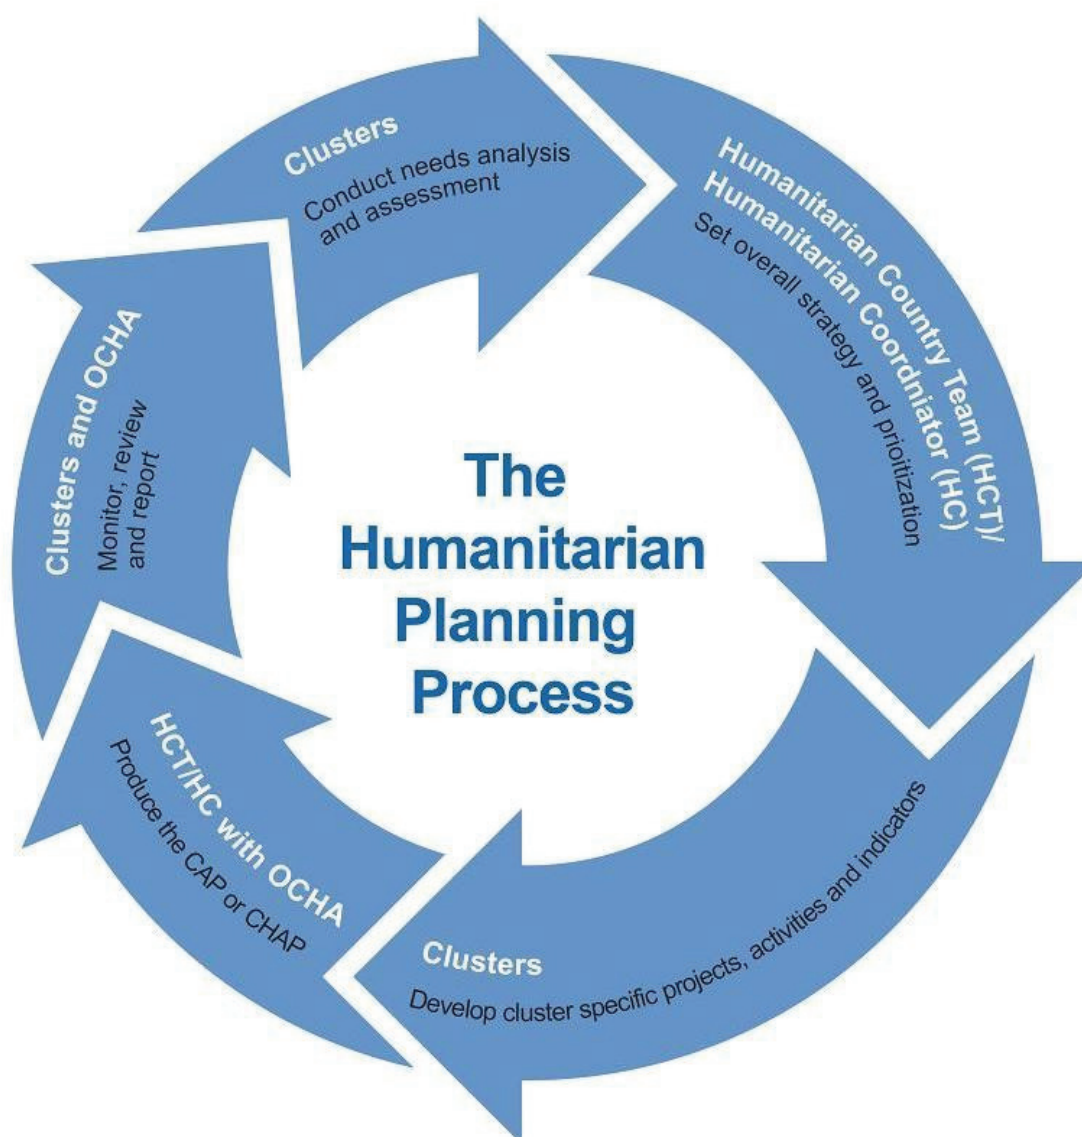 The
Humanitarian
Planning
Process
Clusters
Conduct needs analysis
and assessment
Humanitarian Country Team (HCT)/
Humanitarian Coordniator (HC)
Set overall strategy and prioitization
Clusters
Develop cluster specific projects, activities and indicators
HCT/HC with OCHA
Produce the CAP or CHAP
Clusters and OCHA
Monitor, review
and report